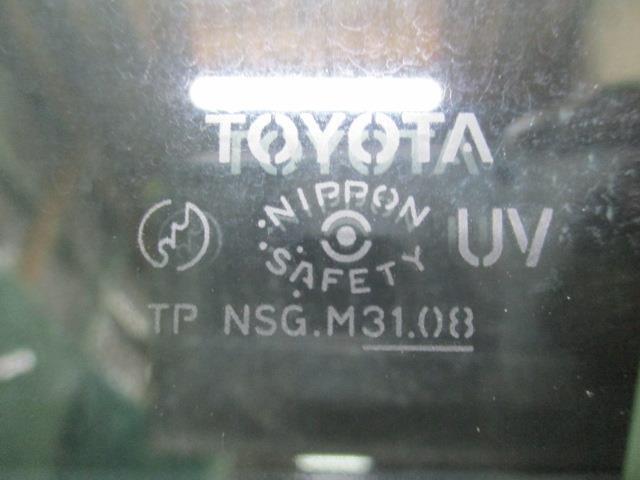 TOYOTA
NIPPON
SAFETY
UV
TP NSG.M31.08